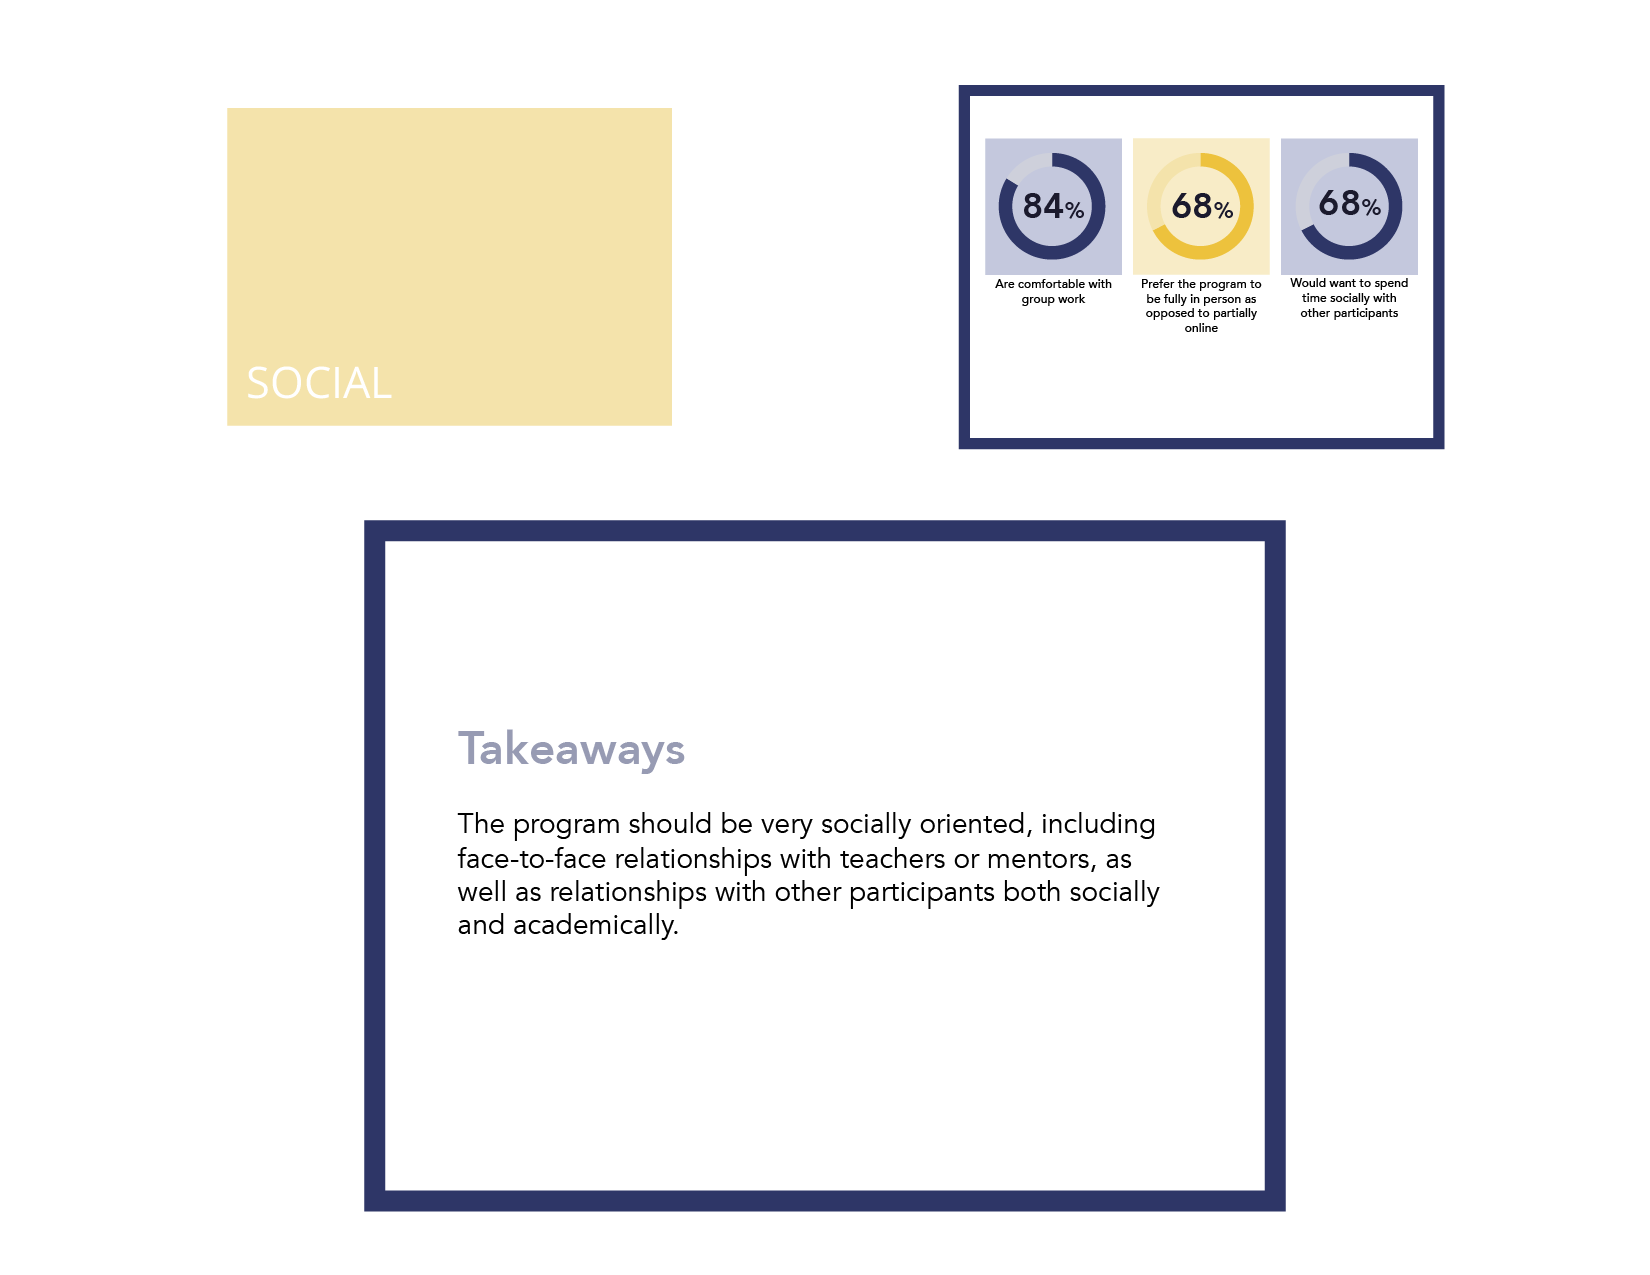 SOCIAL
84%
Are comfortable with
group work
68%
Prefer the program to
be fully in person as
opposed to partially
online
68%
Would want to spend
time socially with
other participants
Takeaways
The program should be very socially oriented, including
face-to-face relationships with teachers or mentors, as
well as relationships with other participants both socially
and academically.